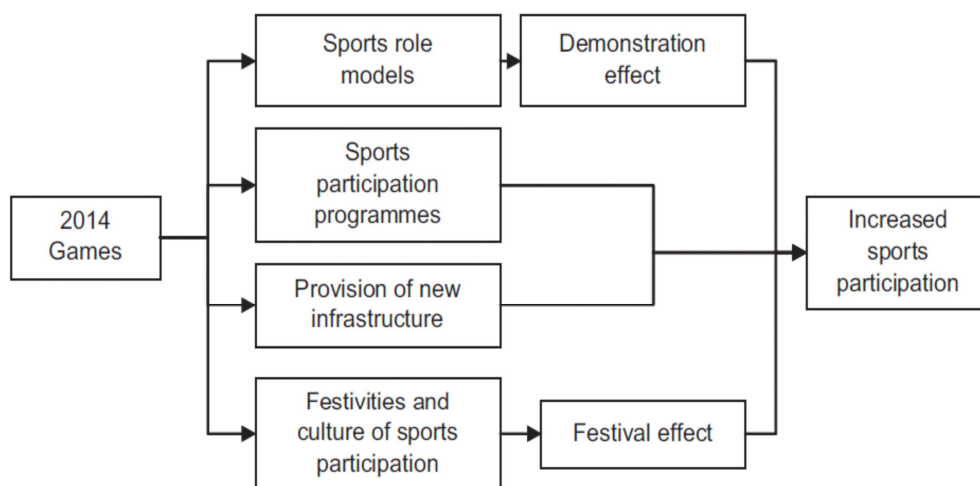 Sports role
models
Demonstration
effect
Sports
participation
programmes
2014
Games
Increased
sports
participation
Provision of new
infrastructure
Festivities and
culture of sports
participation
Festival effect